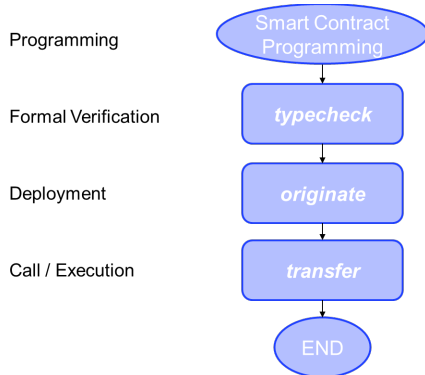 Programming
Smart Contract
Programming
Formal Verification
typecheck
Deployment
originate
Call / Execution
transfer
END